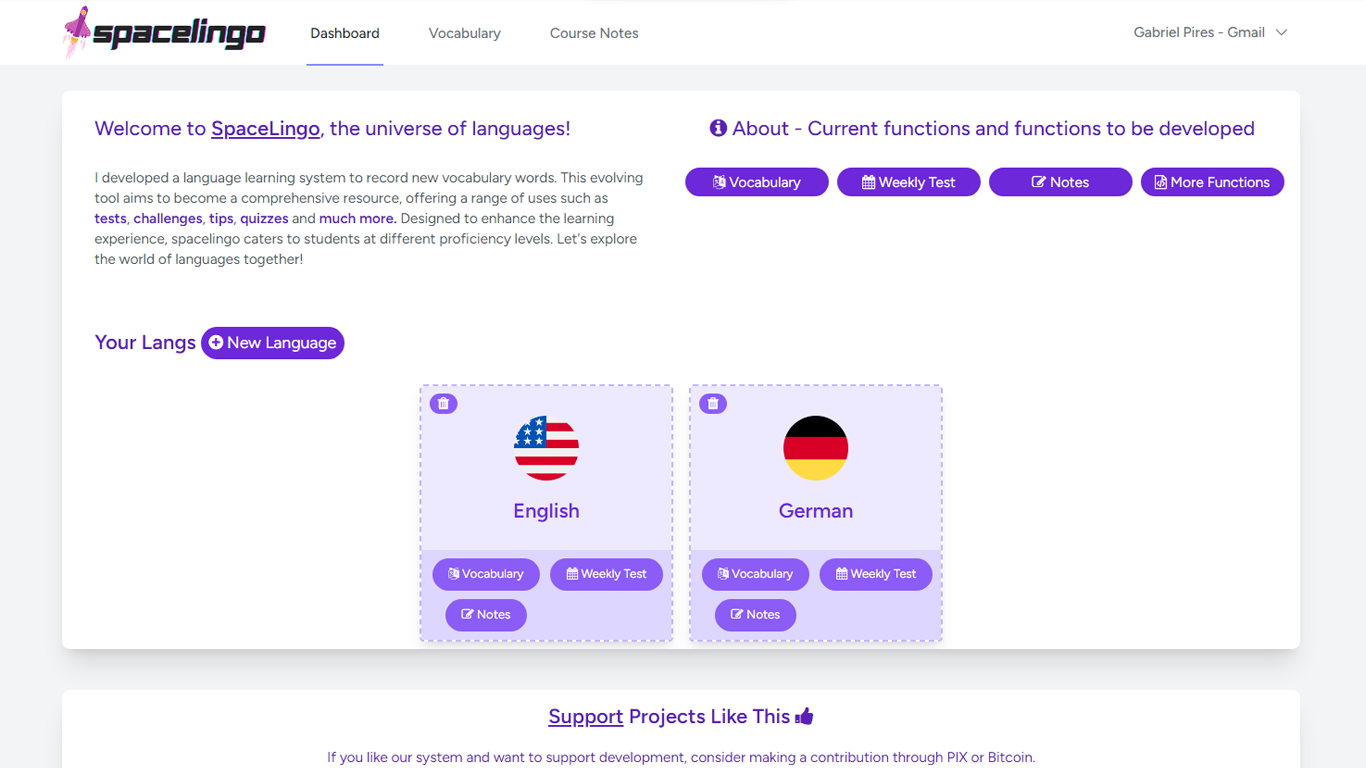 spacelingo
Dashboard
Vocabulary
Course Notes
Gabriel Pires - Gmail
Welcome to SpaceLingo, the universe of languages!
I developed a language learning system to record new vocabulary words. This evolving
tool aims to become a comprehensive resource, offering a range of uses such as
tests, challenges, tips, quizzes and much more. Designed to enhance the learning
experience, spacelingo caters to students at different proficiency levels. Let's explore
the world of languages together!
About - Current functions and functions to be developed
Vocabulary
Weekly Test
Notes
More Functions
Your Langs
New Language
English
Vocabulary
Weekly Test
Notes
German
Vocabulary
Weekly Test
Notes
Support Projects Like This
If you like our system and want to support development, consider making a contribution through PIX or Bitcoin.